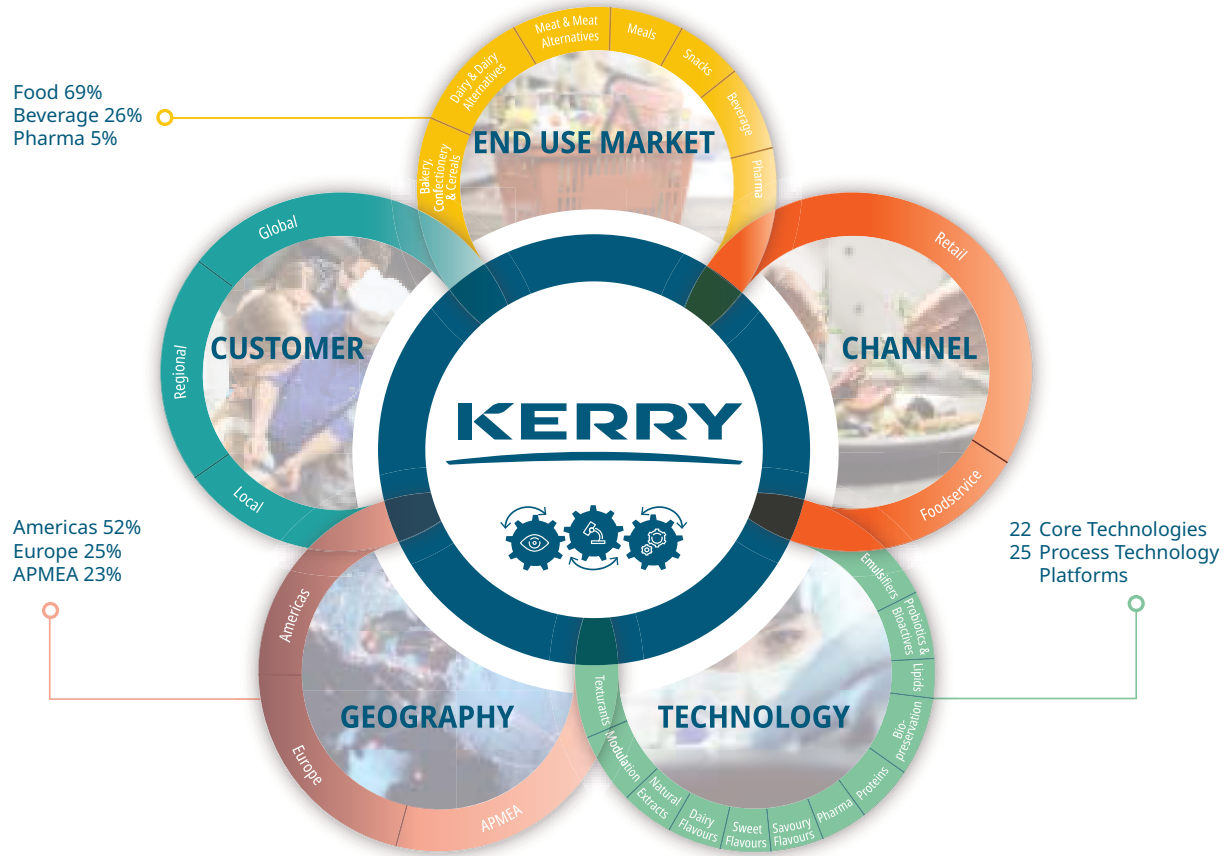 Food 69%
Beverage 26%
Pharma 5%
END USE MARKET
Bakery,
Confectionery
& Cereals
Dairy & Dairy
Alternatives
Meat & Meat
Alternatives
Meals
Snacks
Beverage
Pharma
CUSTOMER
Global
Regional
Local
CHANNEL
Retail
Foodservice
KERRY
Americas 52%
Europe 25%
APMEA 23%
GEOGRAPHY
Americas
Europe
APMEA
22 Core Technologies
25 Process Technology
Platforms
TECHNOLOGY
Emulsifiers
Probiotics &
Bioactives
Lipids
Bio-
preservation
Proteins
Pharma
Savoury
Flavours
Sweet
Flavours
Dairy
Flavours
Natural
Extracts
Modulation
Texturants